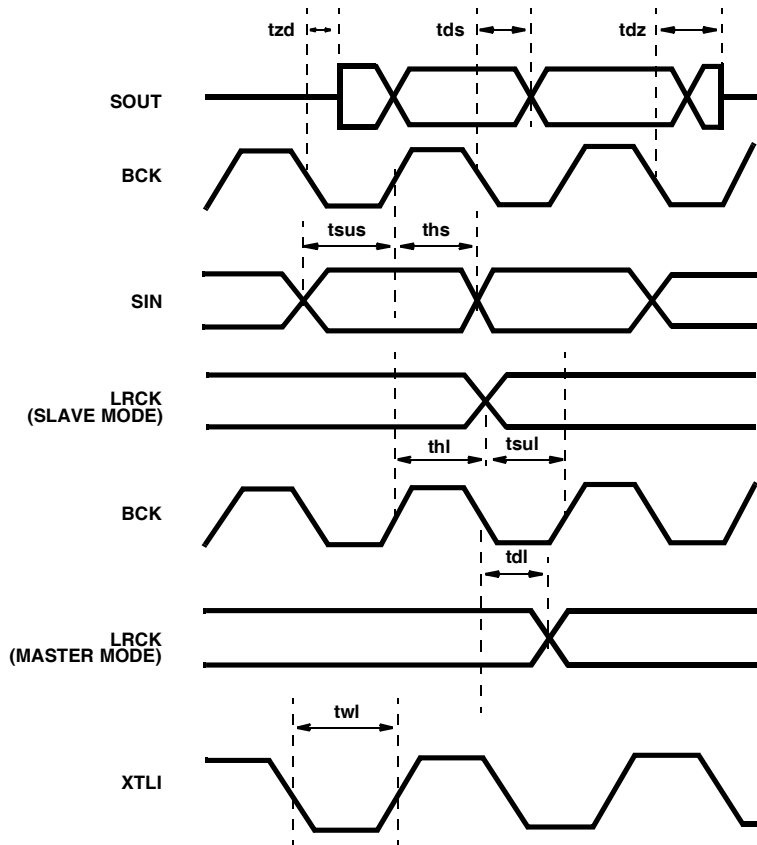 tzd tds tdz
SOUT
BCK
tsus ths
SIN
LRCK
(SLAVE MODE)
thl tsul
BCK
tdl
LRCK
(MASTER MODE)
twl
XTLI